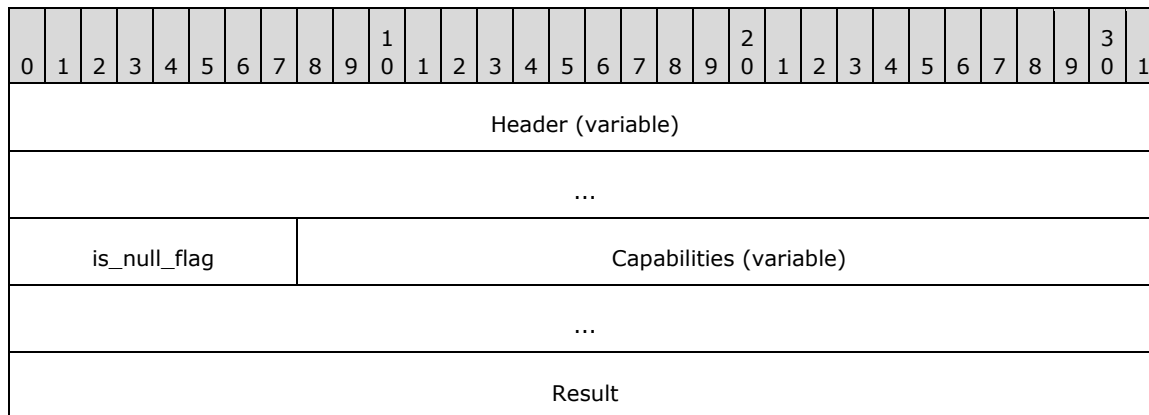 1 2 3
0 1 2 3 4 5 6 7 8 9 0 1 2 3 4 5 6 7 8 9 0 1 2 3 4 5 6 7 8 9 0 1
Header (variable)
...
is_null_flag Capabilities (variable)
...
Result